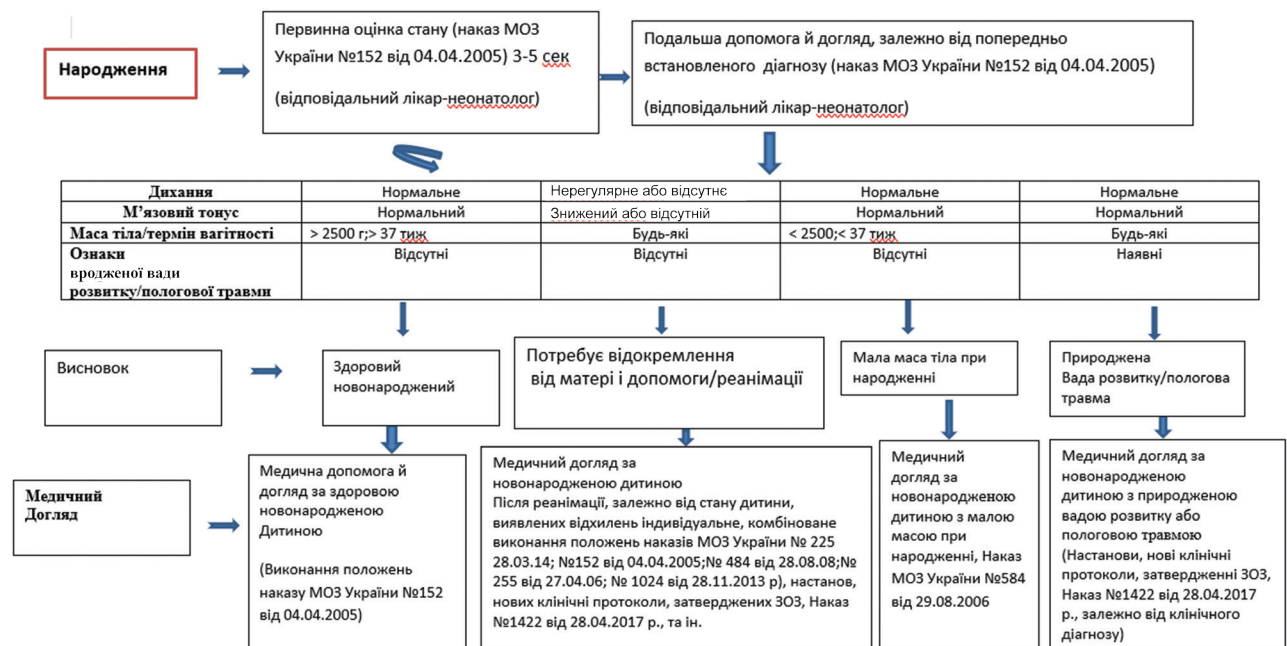 Народження
Первинна оцінка стану (наказ МОЗ
України №152 від 04.04.2005) 3-5 сек
(відповідальний лікар-неонатолог)
Подальша допомога й догляд, залежно від попередньо
встановленого діагнозу (наказ МОЗ України №152 від 04.04.2005)
(відповідальний лікар-неонатолог)
Дихання Нормальне Нерегулярне або відсутнє Нормальне Нормальне
М’язовий тонус Нормальний Знижений або відсутній Нормальний Нормальний
Маса тіла/термін вагітності > 2500 г;> 37 тиж Будь-які < 2500;< 37 тиж Будь-які
Ознаки Відсутні Відсутні Відсутні Наявні
вродженої вади
розвитку/пологової травми
Висновок
Здоровий
новонароджений
Потребує відокремлення
від матері і допомоги/реанімації
Мала маса тіла при
народженні
Природжена
Вада розвитку/пологова
травма
Медичний
Догляд
Медична допомога й
догляд за здоровою
новонародженою
Дитиною
(Виконання положень
наказу МОЗ України №152
від 04.04.2005)
Медичний догляд за
новонародженою дитиною
Після реанімації, залежно від стану дитини,
виявлених відхилень індивідуальне, комбіноване
виконання положень наказів МОЗ України № 225
28.03.14; №152 від 04.04.2005;№ 484 від 28.08.08;№
255 від 27.04.06; № 1024 від 28.11.2013 р), настанов,
нових клінічні протоколи, затверджених ЗОЗ, Наказ
№1422 від 28.04.2017 р., та ін.
Медичний
догляд за
новонародженою
дитиною з малою
масою при
народженні, Наказ
МОЗ України №584
від 29.08.2006
Медичний догляд за
новонародженою
дитиною з природженою
вадою розвитку або
пологовою травмою
(Настанови, нові клінічні
протоколи, затвердженні ЗОЗ,
Наказ №1422 від 28.04.2017
р., залежно від клінічного
діагнозу)